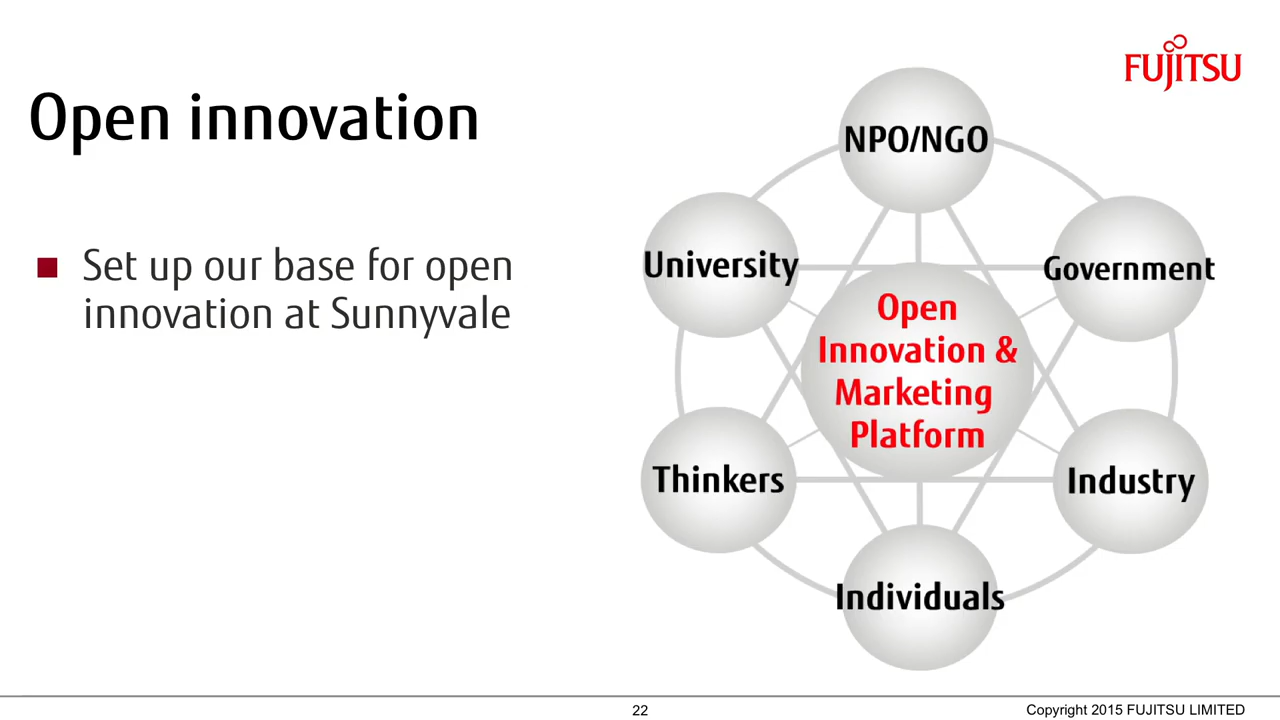 FUJITSU
Open innovation
Set up our base for open
innovation at Sunnyvale
NPO/NGO
University
Government
Open
Innovation &
Marketing
Platform
Thinkers
Industry
Individuals
22
Copyright 2015 FUJITSU LIMITED